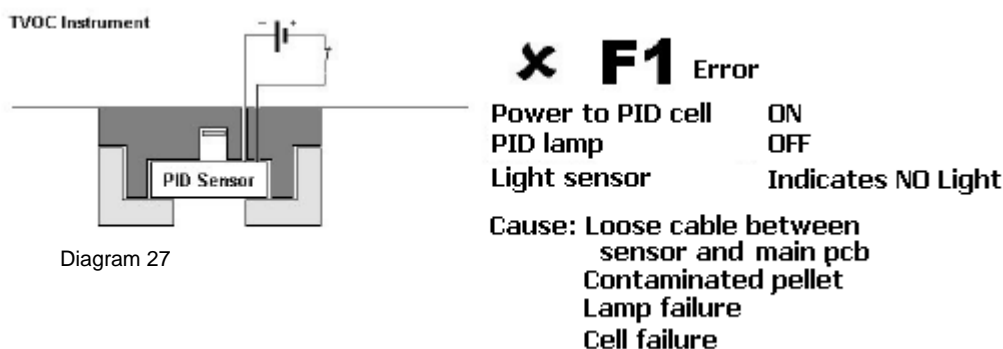 TVOC Instrument
- +
PID Sensor
Diagram 27
✘ F1 Error
Power to PID cell ON
PID lamp OFF
Light sensor Indicates NO Light
Cause: Loose cable between
sensor and main pcb
Contaminated pellet
Lamp failure
Cell failure